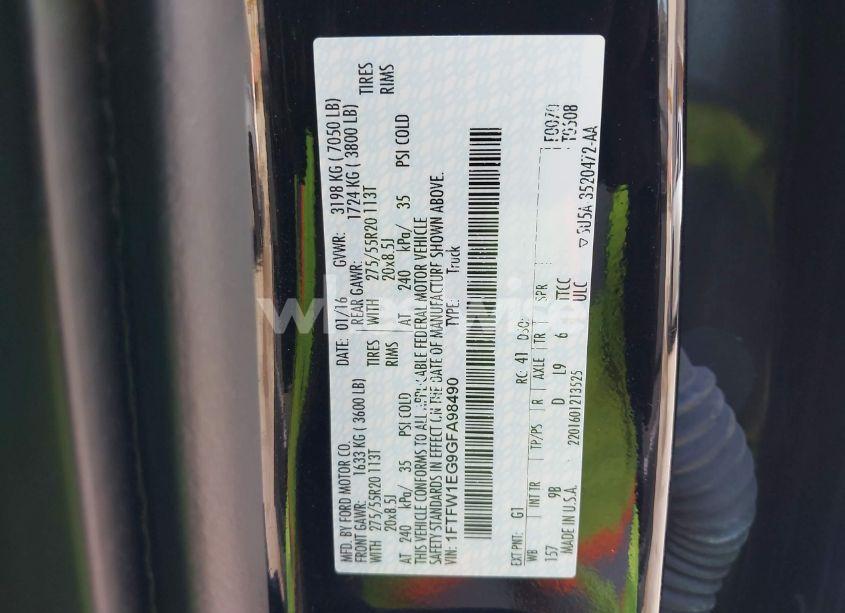 MFD. BY FORD MOTOR CO.
DATE: 01/16 GVWR: 3198 KG ( 7050 LB)
FRONT GAWR: 1633 KG ( 3600 LB)
REAR GAWR: 1724 KG ( 3800 LB)
WITH 275/55R20 113T TIRES
WITH 275/55R20 113T TIRES
20x8.5J RIMS
20x8.5J RIMS
AT 240 kPa/ 35 PSI COLD
AT 240 kPa/ 35 PSI COLD
THIS VEHICLE CONFORMS TO ALL APPLICABLE FEDERAL MOTOR VEHICLE
SAFETY STANDARDS IN EFFECT ON THE DATE OF MANUFACTURE SHOWN ABOVE.
VIN: 1FTFW1EG9GFA98490
TYPE: Truck
EXT PNT: G1 RC: 41 DSO: F0070
T0508
WB INT TR TP/PS R AXLE TR SPR
157 9B D L9 6 TTCC
MADE IN U.S.A. 2201601213525 ULC
5U5A 3520472-AA